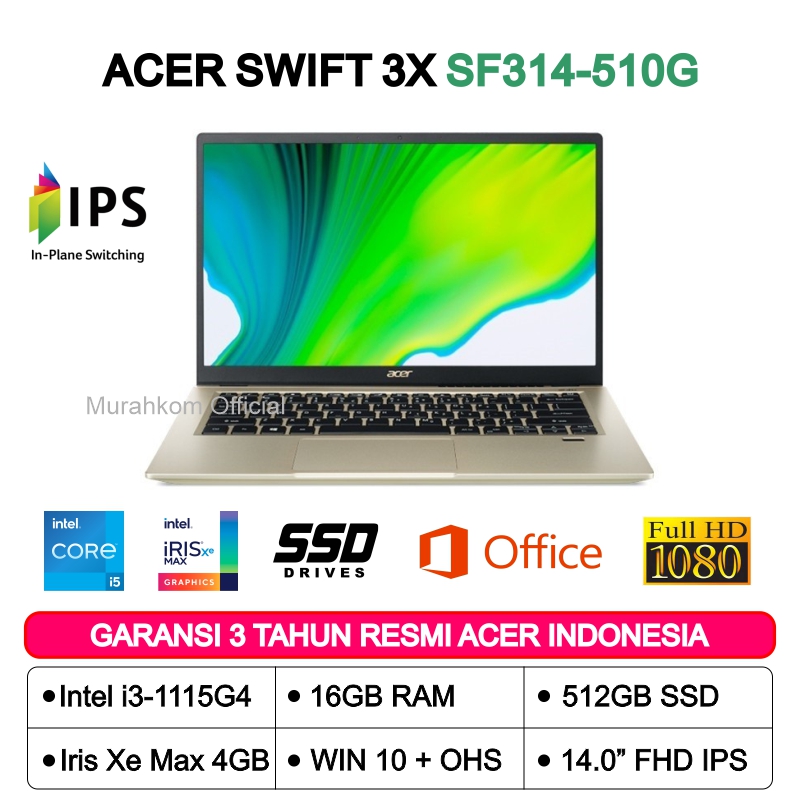 ACER SWIFT 3X SF314-510G
IPS
In-Plane Switching
acer
Murahkom Official
intel
CORE
i5
intel
iRIS Xe
MAX
GRAPHICS
SSD
DRIVES
Office
Full HD
1080
GARANSI 3 TAHUN RESMI ACER INDONESIA
•Intel i3-1115G4 • 16GB RAM • 512GB SSD
•Iris Xe Max 4GB • WIN 10 + OHS • 14.0” FHD IPS